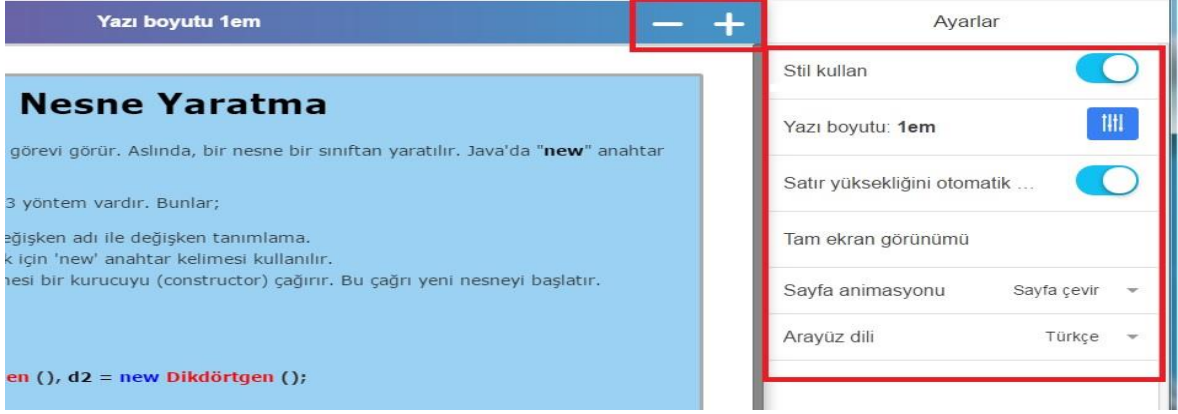 Yazı boyutu 1em
Nesne Yaratma
görevi görür. Aslında, bir nesne bir sınıftan yaratılır. Java'da "new" anahtar
3 yöntem vardır. Bunlar;
eğişken adı ile değişken tanımlama.
k için 'new' anahtar kelimesi kullanılır.
nesi bir kurucuyu (constructor) çağırır. Bu çağrı yeni nesneyi başlatır.
en (), d2 = new Dikdörtgen ();
Ayarlar
Stil kullan
Yazı boyutu: 1em
Satır yüksekliğini otomatik ...
Tam ekran görünümü
Sayfa animasyonu Sayfa çevir
Arayüz dili Türkçe